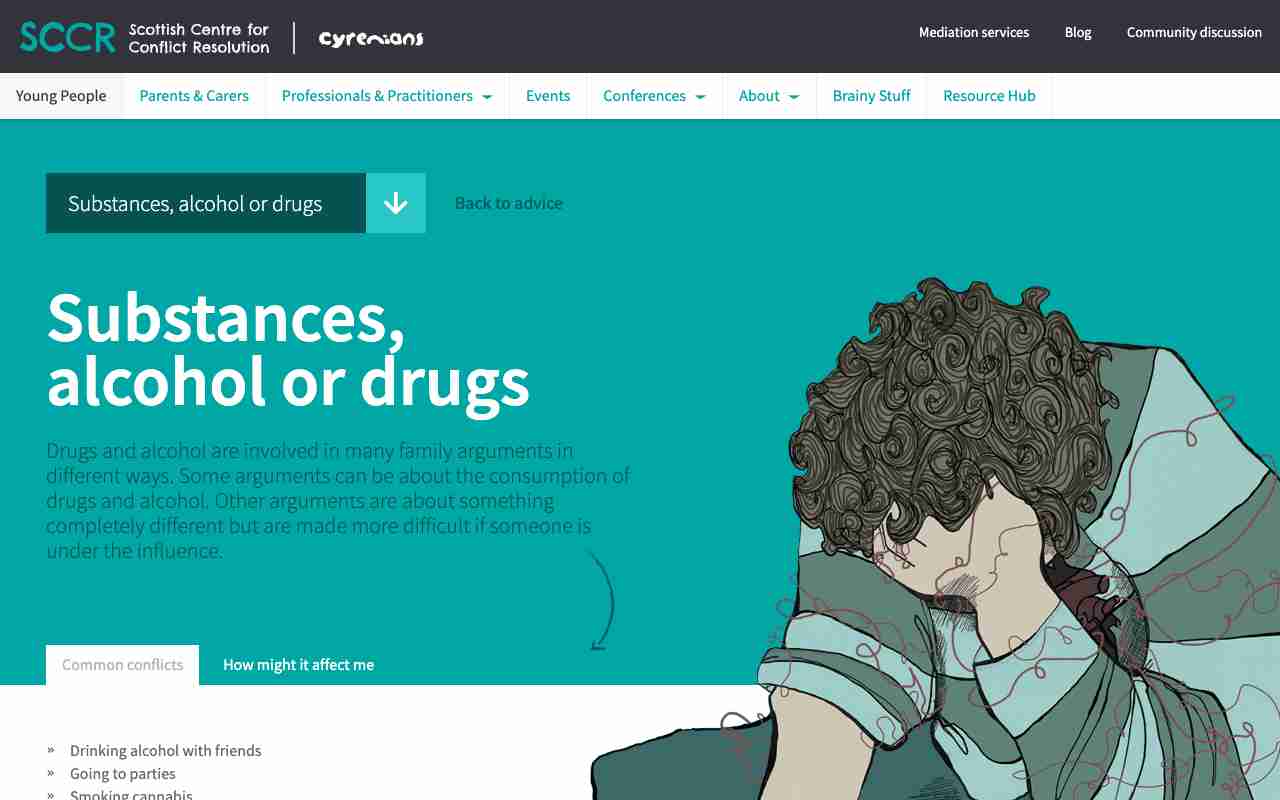 SCCR
Scottish Centre for
Conflict Resolution
cyrenians
Mediation services
Blog
Community discussion
Young People
Parents & Carers
Professionals & Practitioners
Events
Conferences
About
Brainy Stuff
Resource Hub
Substances, alcohol or drugs
Back to advice
Substances,
alcohol or drugs
Drugs and alcohol are involved in many family arguments in
different ways. Some arguments can be about the consumption of
drugs and alcohol. Other arguments are about something
completely different but are made more difficult if someone is
under the influence.
Common conflicts
How might it affect me
» Drinking alcohol with friends
» Going to parties
» Smoking cannabis